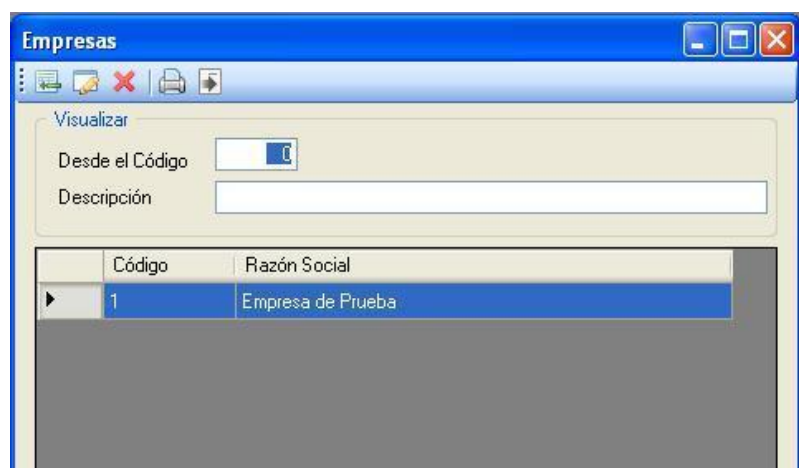 Empresas
Visualizar
Desde el Código 0
Descripción
Código Razón Social
1 Empresa de Prueba